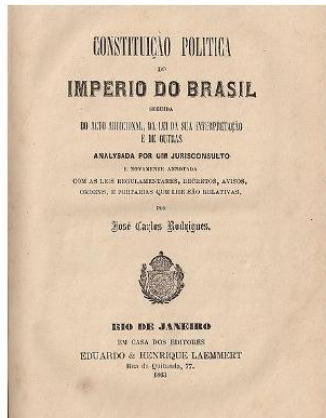 CONSTITUIÇÃO POLITICA
DO
IMPERIO DO BRASIL
SEGUIDA
DO ACTO ADDICIONAL, DA LEI DA SUA INTERPRETAÇÃO
E DE OUTRAS
ANALYSADA POR UM JURISCONSULTO
E NOVAMENTE ANNOTADA
COM AS LEIS REGULAMENTARES, DECRETOS, AVISOS,
ORDENS, E PORTARIAS QUE LHE SÃO RELATIVAS,
POR
José Carlos Rodrigues.
RIO DE JANEIRO
EM CASA DOS EDITORES
EDUARDO & HENRIQUE LAEMMERT
Rua da Quitanda, 77.
1863